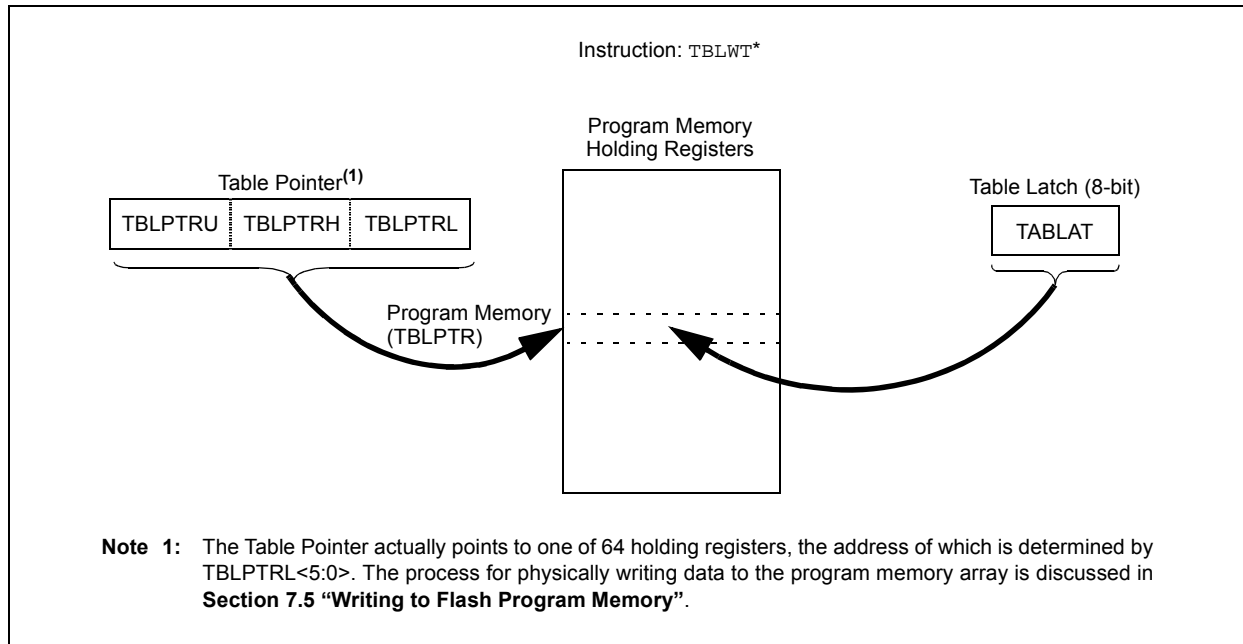 Instruction: TBLWT*
Program Memory
Holding Registers
Table Pointer(1)
Table Latch (8-bit)
TBLPTRU TBLPTRH TBLPTRL
TABLAT
Program Memory
(TBLPTR)
Note 1: The Table Pointer actually points to one of 64 holding registers, the address of which is determined by
TBLPTRL<5:0>. The process for physically writing data to the program memory array is discussed in
Section 7.5 “Writing to Flash Program Memory”.